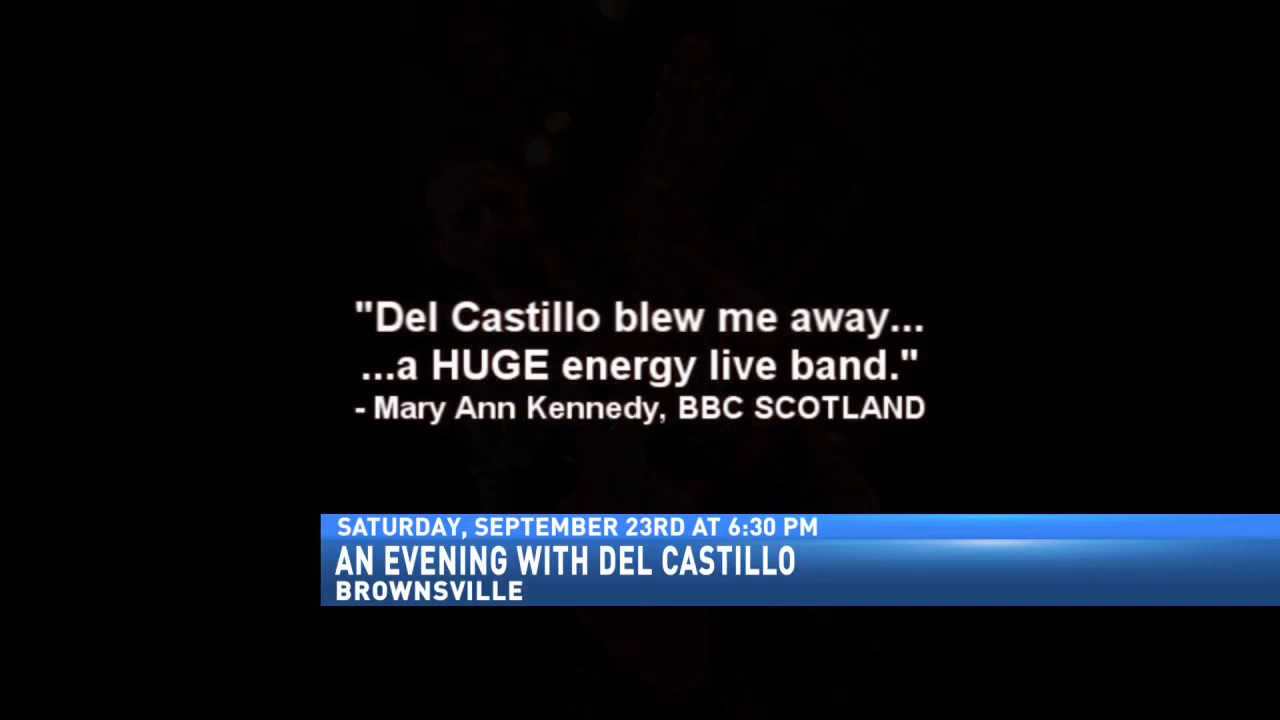 "Del Castillo blew me away...
...a HUGE energy live band."
- Mary Ann Kennedy, BBC SCOTLAND
SATURDAY, SEPTEMBER 23RD AT 6:30 PM
AN EVENING WITH DEL CASTILLO
BROWNSVILLE